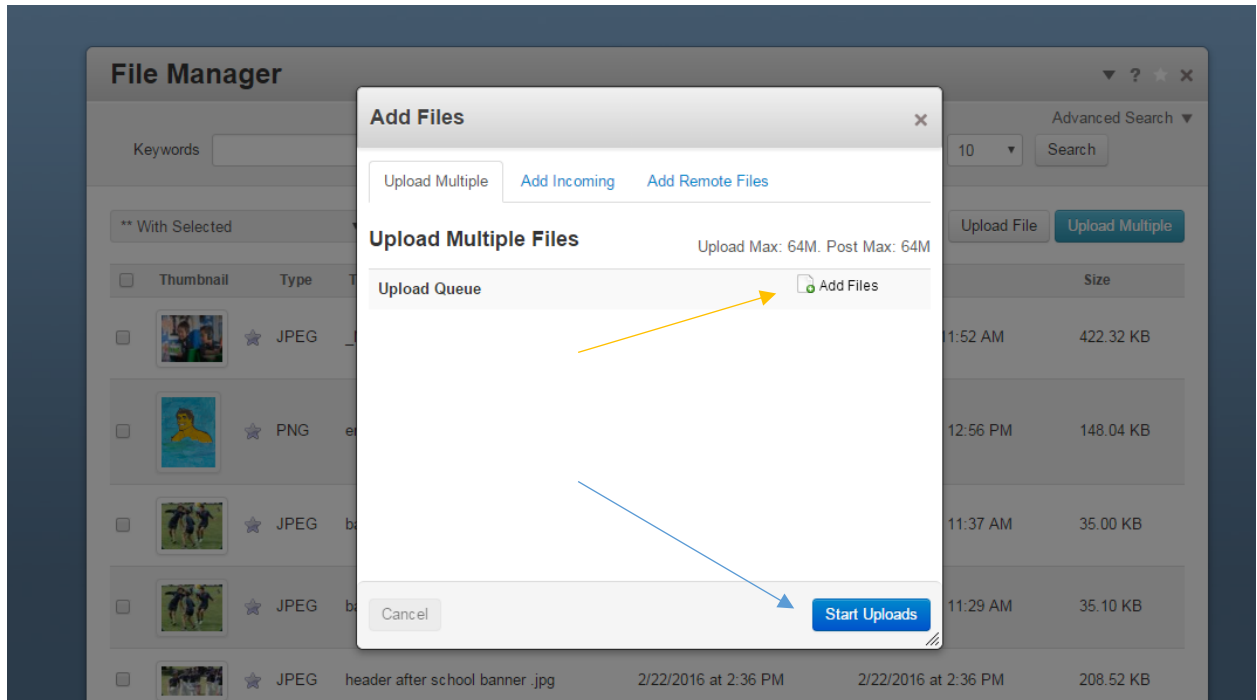 File Manager
▼ ? ★ ×
Add Files ×
Advanced Search ▼
Keywords
10 ▼ Search
Upload Multiple Add Incoming Add Remote Files
** With Selected
Upload File Upload Multiple
Upload Multiple Files Upload Max: 64M. Post Max: 64M
Thumbnail Type Size
Upload Queue Add Files
JPEG 11:52 AM 422.32 KB
PNG 12:56 PM 148.04 KB
JPEG 11:37 AM 35.00 KB
JPEG 11:29 AM 35.10 KB
Cancel Start Uploads
JPEG header after school banner .jpg 2/22/2016 at 2:36 PM 2/22/2016 at 2:36 PM 208.52 KB